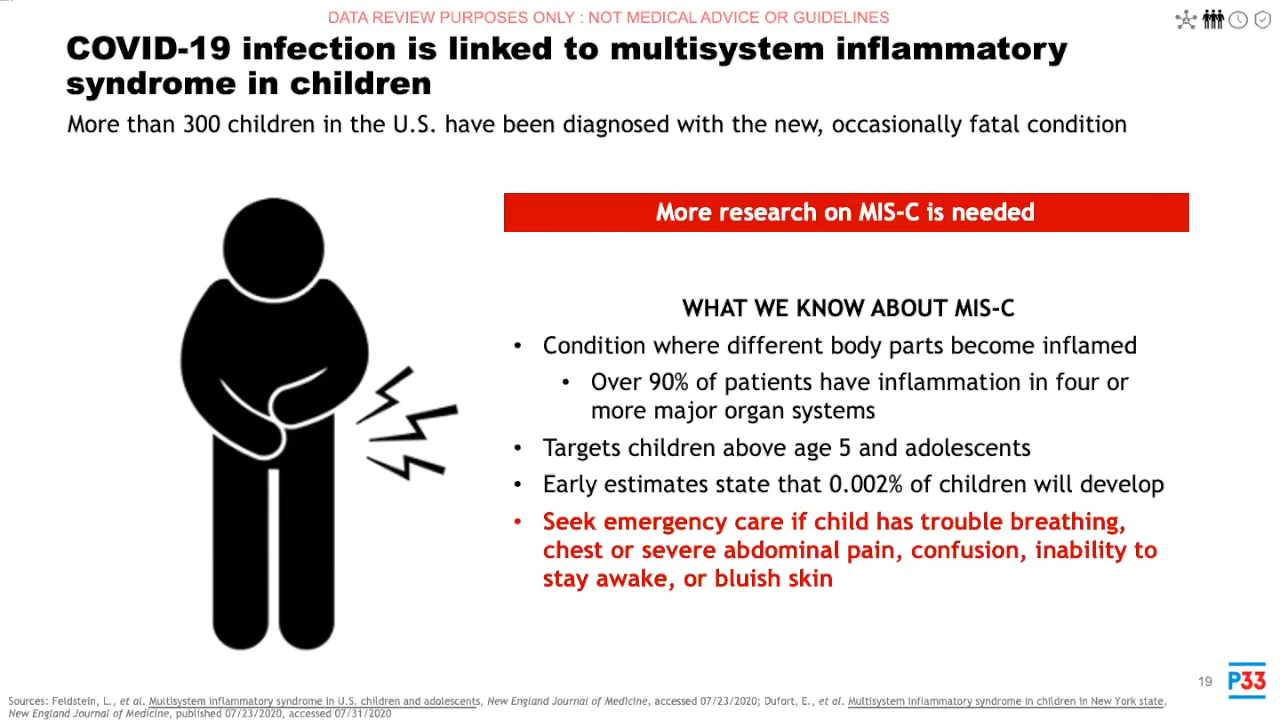 DATA REVIEW PURPOSES ONLY : NOT MEDICAL ADVICE OR GUIDELINES
COVID-19 infection is linked to multisystem inflammatory
syndrome in children
More than 300 children in the U.S. have been diagnosed with the new, occasionally fatal condition
More research on MIS-C is needed
WHAT WE KNOW ABOUT MIS-C
• Condition where different body parts become inflamed
• Over 90% of patients have inflammation in four or
more major organ systems
• Targets children above age 5 and adolescents
• Early estimates state that 0.002% of children will develop
• Seek emergency care if child has trouble breathing,
chest or severe abdominal pain, confusion, inability to
stay awake, or bluish skin
19 P33
Sources: Feldstein, L., et al. Multisystem inflammatory syndrome in U.S. children and adolescents, New England Journal of Medicine, accessed 07/23/2020; Dufort, E., et al. Multisystem inflammatory syndrome in children in New York state,
New England Journal of Medicine, published 07/23/2020, accessed 07/31/2020